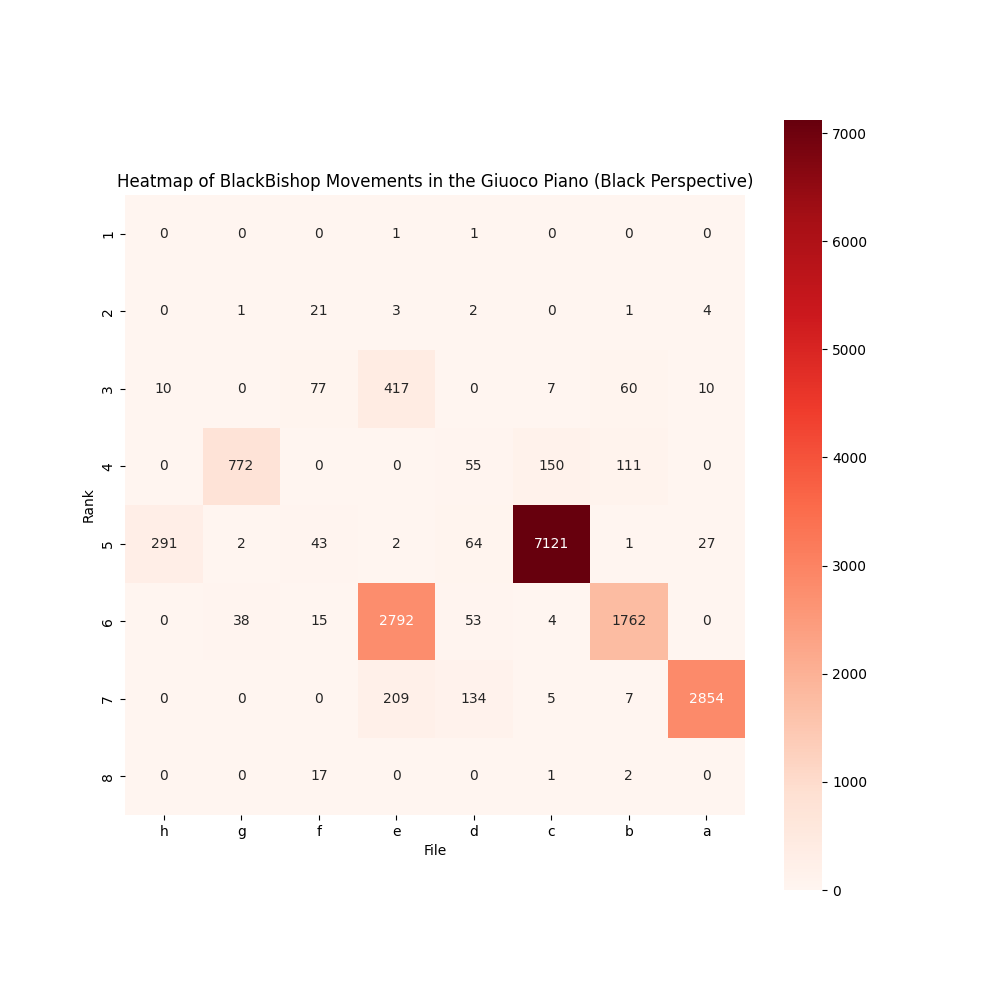 Heatmap of BlackBishop Movements in the Giuoco Piano (Black Perspective)
1 0 0 0 1 1 0 0 0
2 0 1 21 3 2 0 1 4
3 10 0 77 417 0 7 60 10
4 0 772 0 0 55 150 111 0
5 291 2 43 2 64 7121 1 27
6 0 38 15 2792 53 4 1762 0
7 0 0 0 209 134 5 7 2854
8 0 0 17 0 0 1 2 0
h g f e d c b a
File
Rank
7000
6000
5000
4000
3000
2000
1000
0